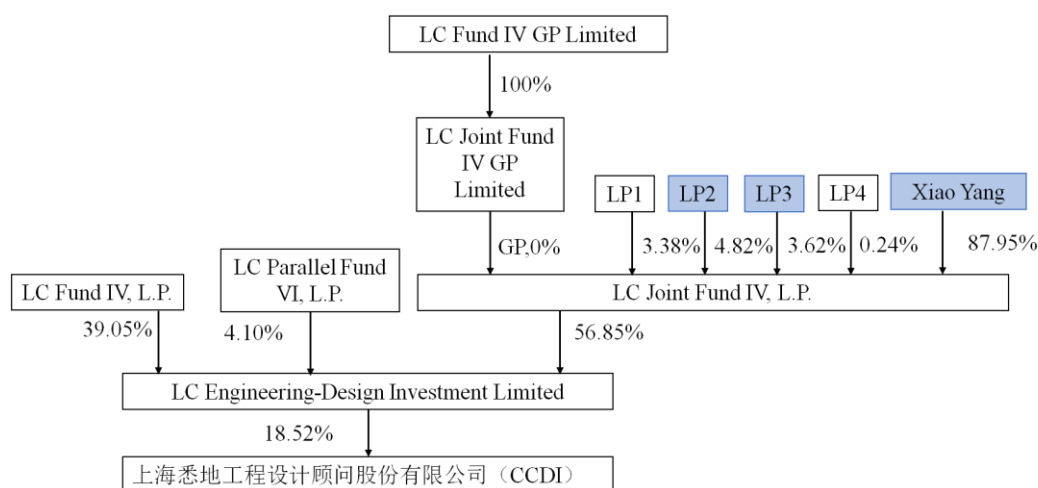 LC Fund IV GP Limited
100%
LC Joint Fund
IV GP
Limited
LP1
LP2
LP3
LP4
Xiao Yang
GP,0%
3.38%
4.82%
3.62%
0.24%
87.95%
LC Fund IV, L.P.
LC Parallel Fund
VI, L.P.
LC Joint Fund IV, L.P.
39.05%
4.10%
56.85%
LC Engineering-Design Investment Limited
18.52%
上海悉地工程设计顾问股份有限公司（CCDI）